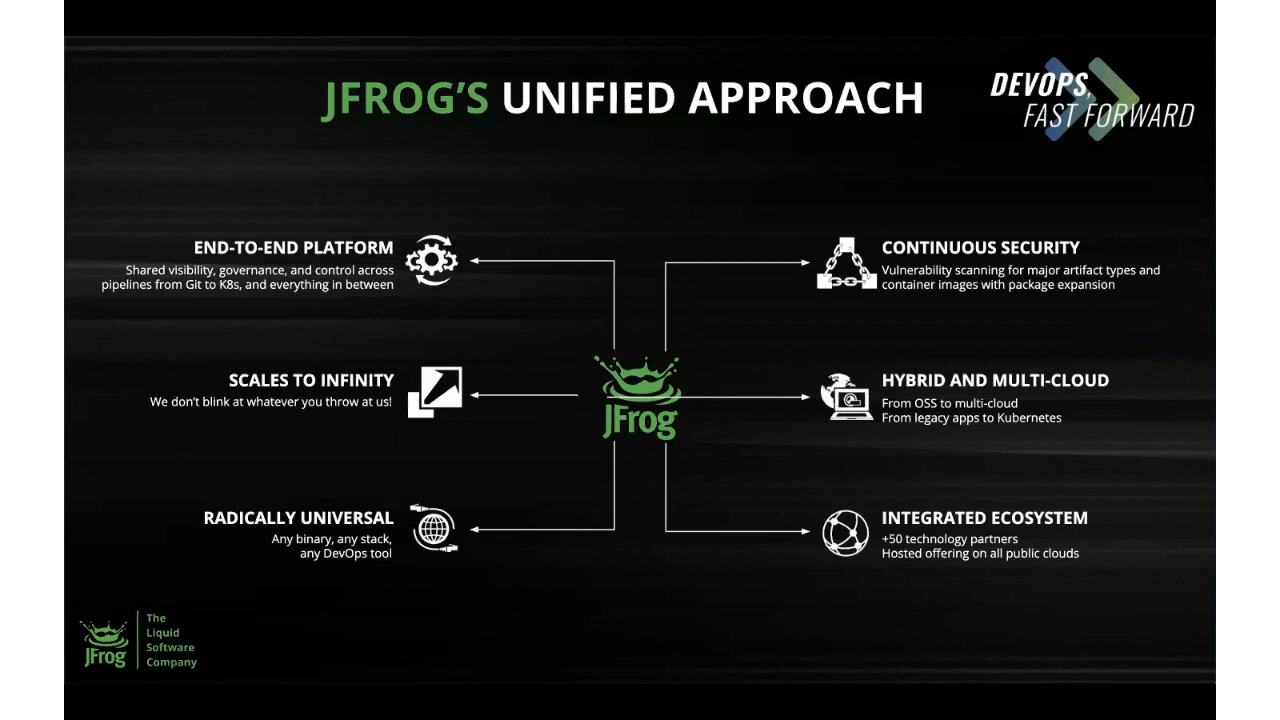 JFROG'S UNIFIED APPROACH
DEVOPS,
FAST FORWARD
END-TO-END PLATFORM
Shared visibility, governance, and control across
pipelines from Git to K8s, and everything in between
SCALES TO INFINITY
We don't blink at whatever you throw at us!
RADICALLY UNIVERSAL
Any binary, any stack,
any DevOps tool
JFrog
CONTINUOUS SECURITY
Vulnerability scanning for major artifact types and
container images with package expansion
HYBRID AND MULTI-CLOUD
From OSS to multi-cloud
From legacy apps to Kubernetes
INTEGRATED ECOSYSTEM
+50 technology partners
Hosted offering on all public clouds
JFrog
The
Liquid
Software
Company